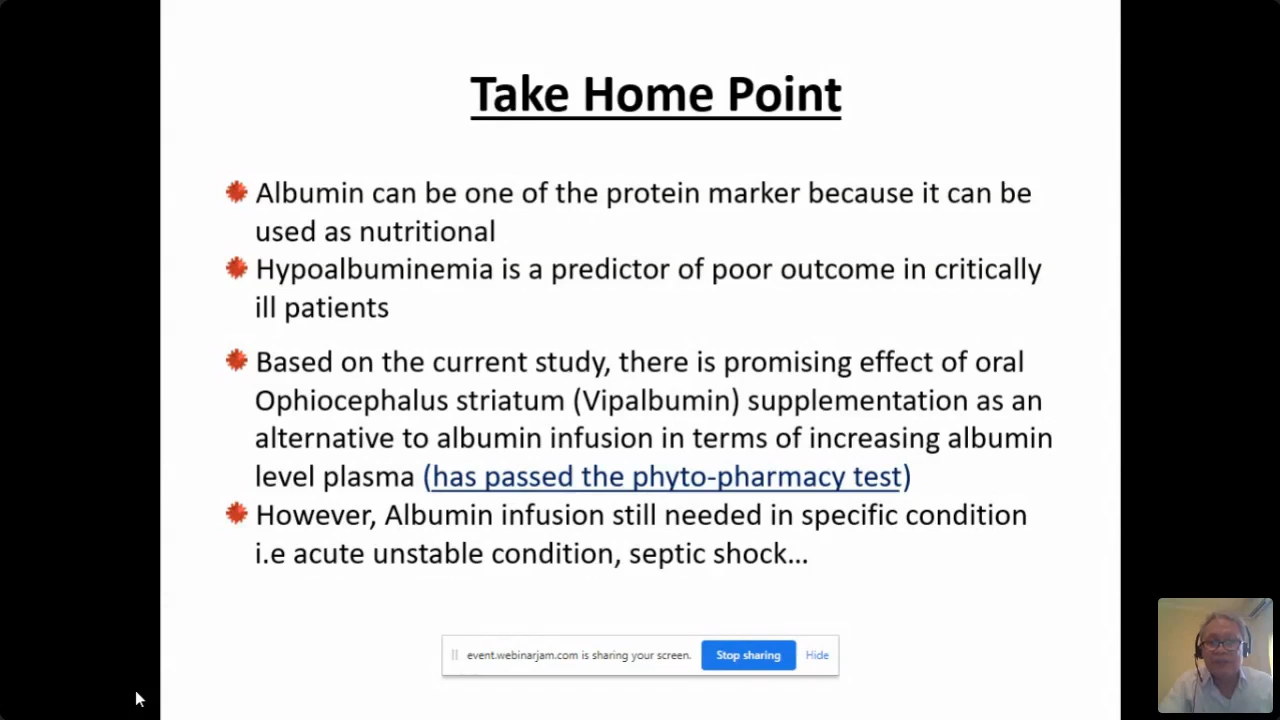 Take Home Point
Albumin can be one of the protein marker because it can be
used as nutritional
Hypoalbuminemia is a predictor of poor outcome in critically
ill patients
Based on the current study, there is promising effect of oral
Ophiocephalus striatum (Vipalbumin) supplementation as an
alternative to albumin infusion in terms of increasing albumin
level plasma (has passed the phyto-pharmacy test)
However, Albumin infusion still needed in specific condition
i.e acute unstable condition, septic shock…
event.webinarjam.com is sharing your screen. Stop sharing Hide